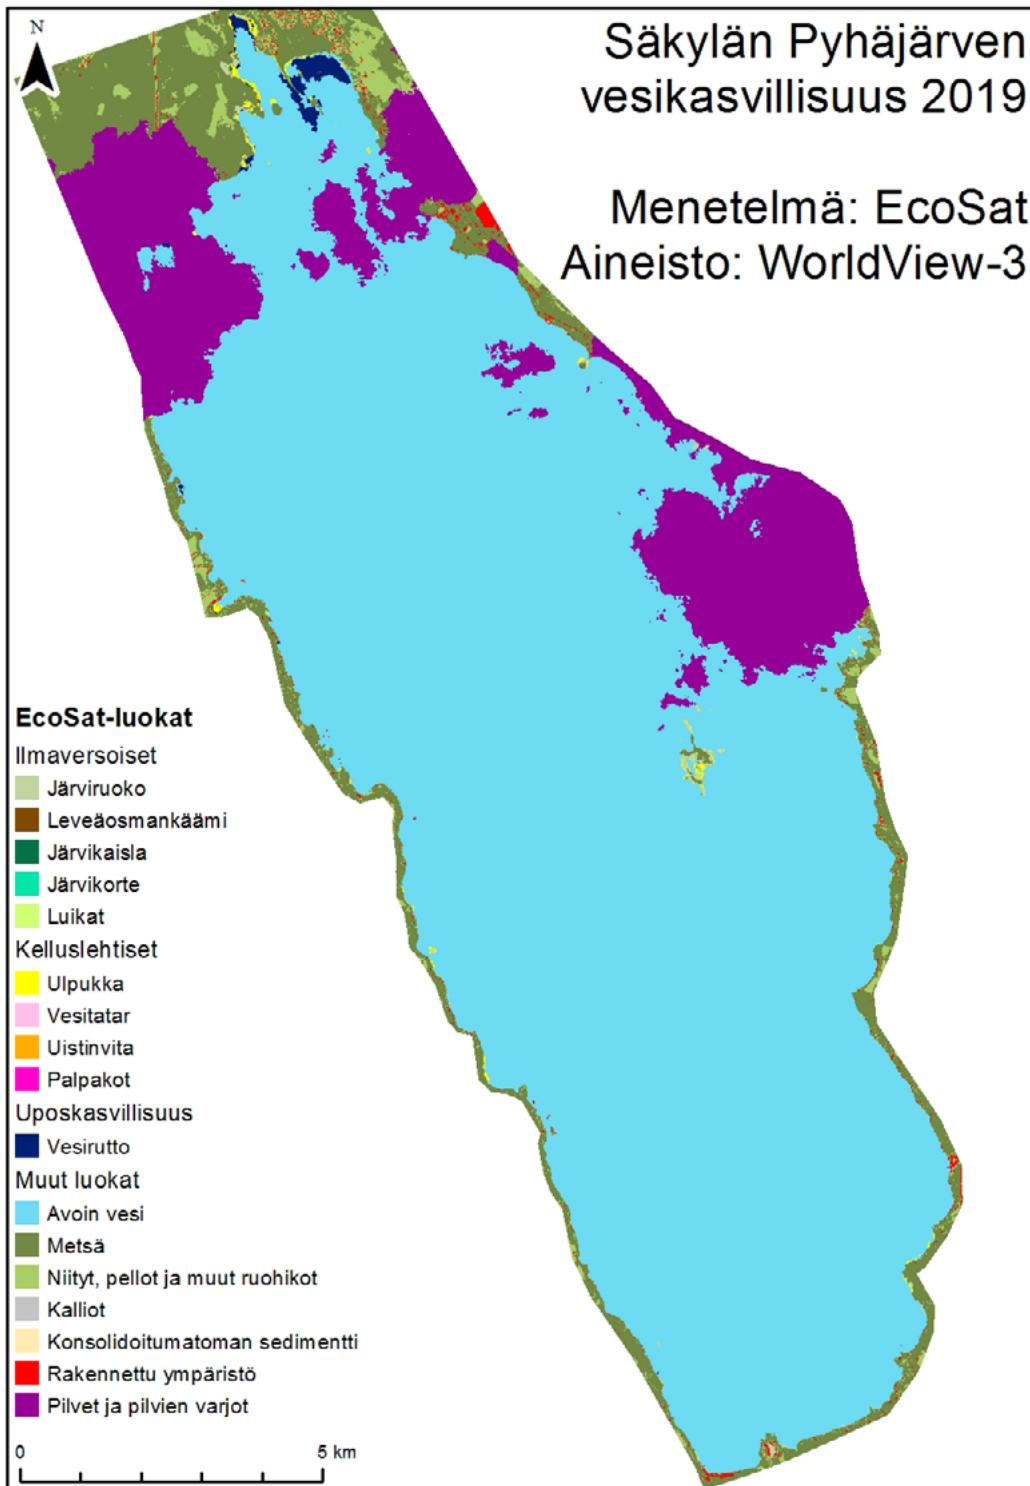 N
Säkylän Pyhäjärven
vesikasvillisuus 2019
Menetelmä: EcoSat
Aineisto: WorldView-3
EcoSat-luokat
Ilmaversoiset
Järviruoko
Leveäosmankäämi
Järvikaisla
Järvikorte
Luikat
Kelluslehtiset
Ulpukka
Vesitatar
Uistinvita
Palpakot
Uposkasvillisuus
Vesirutto
Muut luokat
Avoin vesi
Metsä
Niityt, pellot ja muut ruohikot
Kalliot
Konsolidoitumatoman sedimentti
Rakennettu ympäristö
Pilvet ja pilvien varjot
0 5 km